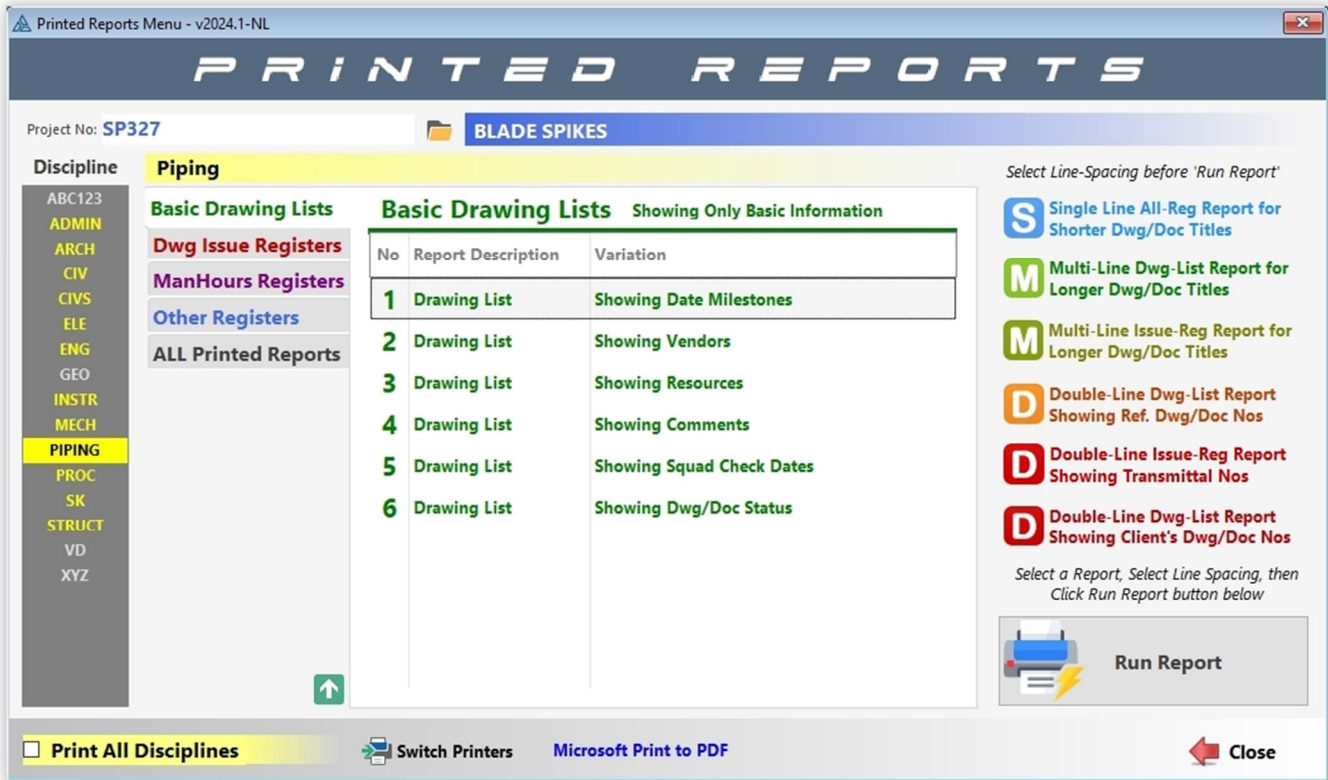 Printed Reports Menu - v2024.1-NL
PRiNTED REPORTS
Project No: SP327
BLADE SPIKES
Discipline
ABC123
ADMIN
ARCH
CIV
CIVS
ELE
ENG
GEO
INSTR
MECH
PIPING
PROC
SK
STRUCT
VD
XYZ
Piping
Basic Drawing Lists
Dwg Issue Registers
ManHours Registers
Other Registers
ALL Printed Reports
Basic Drawing Lists Showing Only Basic Information
No Report Description Variation
1 Drawing List Showing Date Milestones
2 Drawing List Showing Vendors
3 Drawing List Showing Resources
4 Drawing List Showing Comments
5 Drawing List Showing Squad Check Dates
6 Drawing List Showing Dwg/Doc Status
Select Line-Spacing before 'Run Report'
S
Single Line All-Reg Report for
Shorter Dwg/Doc Titles
M
Multi-Line Dwg-List Report for
Longer Dwg/Doc Titles
M
Multi-Line Issue-Reg Report for
Longer Dwg/Doc Titles
D
Double-Line Dwg-List Report
Showing Ref. Dwg/Doc Nos
D
Double-Line Issue-Reg Report
Showing Transmittal Nos
D
Double-Line Dwg-List Report
Showing Client's Dwg/Doc Nos
Select a Report, Select Line Spacing, then
Click Run Report button below
Run Report
Print All Disciplines
Switch Printers
Microsoft Print to PDF
Close